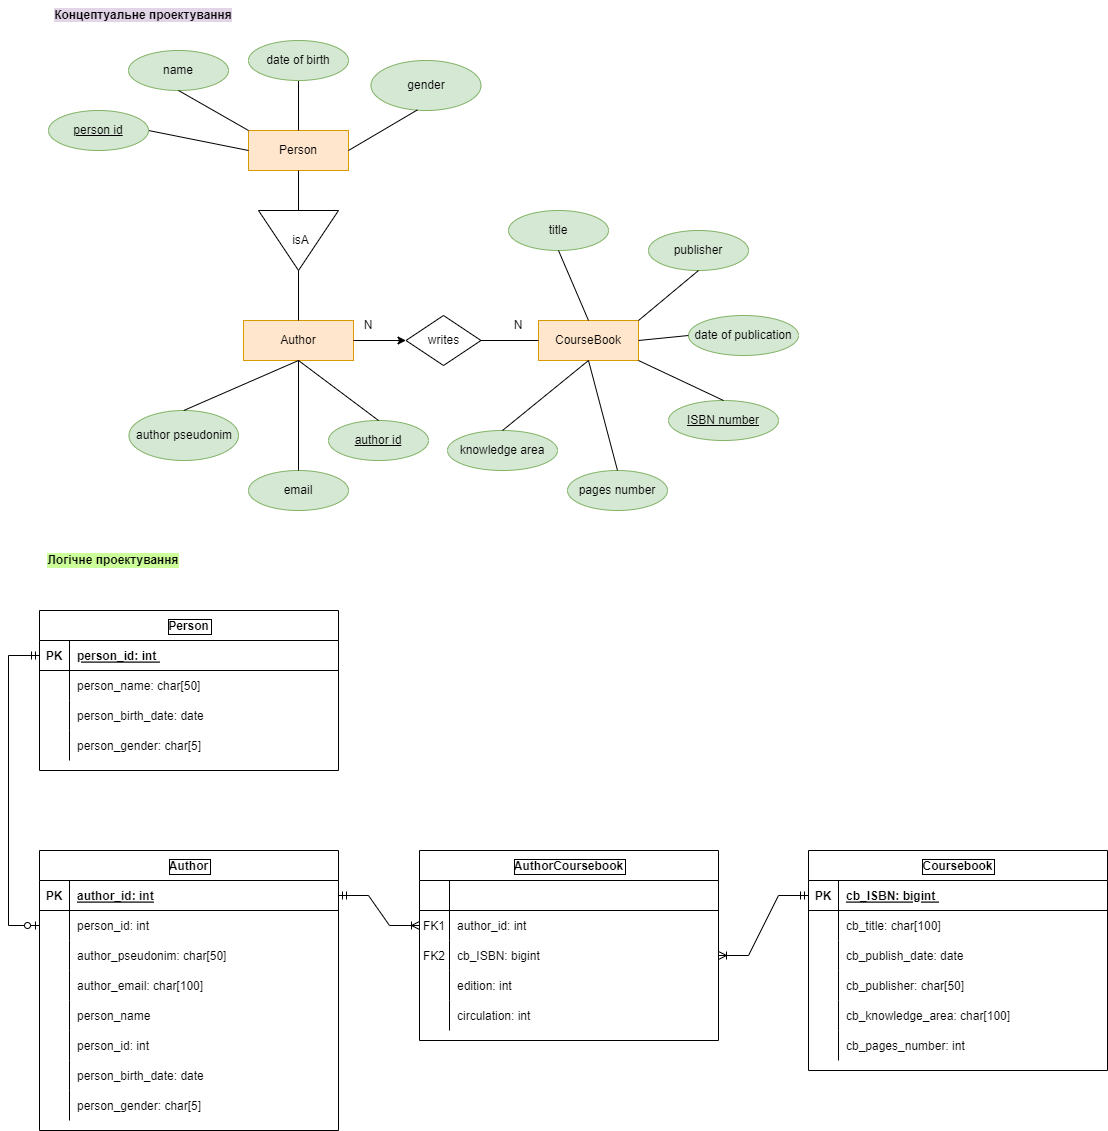 Концептуальне проектування
date of birth
name
gender
person id
Person
isA
title
publisher
N
N
Author
writes
CourseBook
date of publication
ISBN number
author pseudonim
author id
knowledge area
email
pages number
Логічне проектування
Person
PK person_id: int
person_name: char[50]
person_birth_date: date
person_gender: char[5]
Author
PK author_id: int
person_id: int
author_pseudonim: char[50]
author_email: char[100]
person_name
person_id: int
person_birth_date: date
person_gender: char[5]
AuthorCoursebook
FK1 author_id: int
FK2 cb_ISBN: bigint
edition: int
circulation: int
Coursebook
PK cb_ISBN: bigint
cb_title: char[100]
cb_publish_date: date
cb_publisher: char[50]
cb_knowledge_area: char[100]
cb_pages_number: int